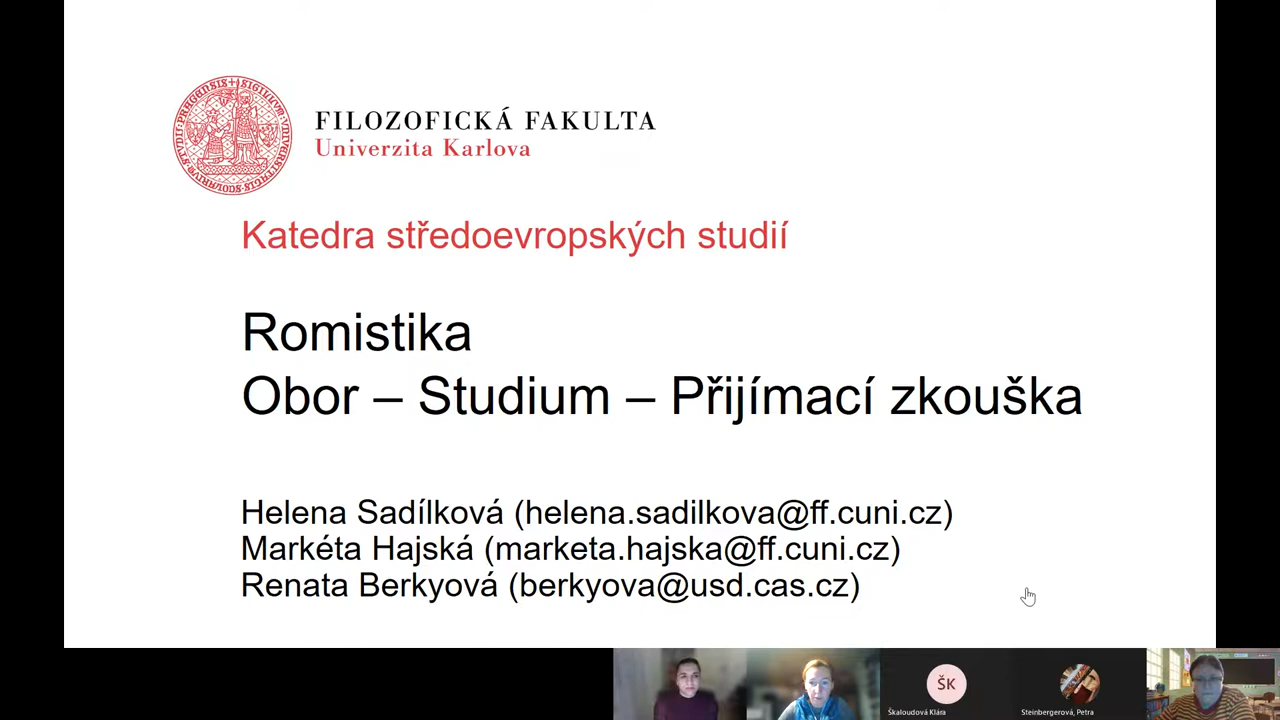 FILOZOFICKÁ FAKULTA
Univerzita Karlova
Katedra středoevropských studií
Romistika
Obor – Studium – Přijímací zkouška
Helena Sadílková (helena.sadilkova@ff.cuni.cz)
Markéta Hajská (marketa.hajska@ff.cuni.cz)
Renata Berkyová (berkyova@usd.cas.cz)
ŠK
Škaloudová Klára
Steinbergerová, Petra